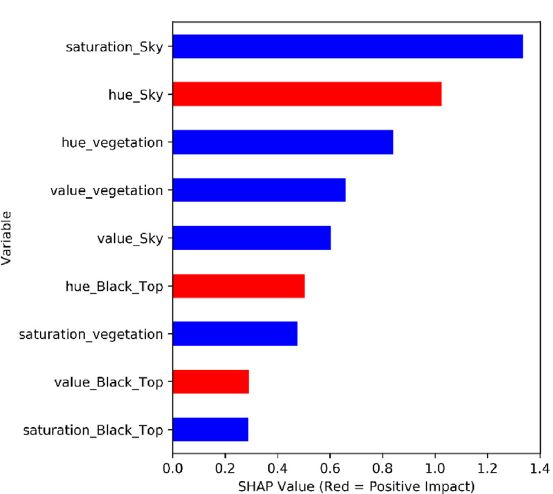 saturation_Sky
hue_Sky
hue_vegetation
value_vegetation
value_Sky
hue_Black_Top
saturation_vegetation
value_Black_Top
saturation_Black_Top
Variable
0.0 0.2 0.4 0.6 0.8 1.0 1.2 1.4
SHAP Value (Red = Positive Impact)